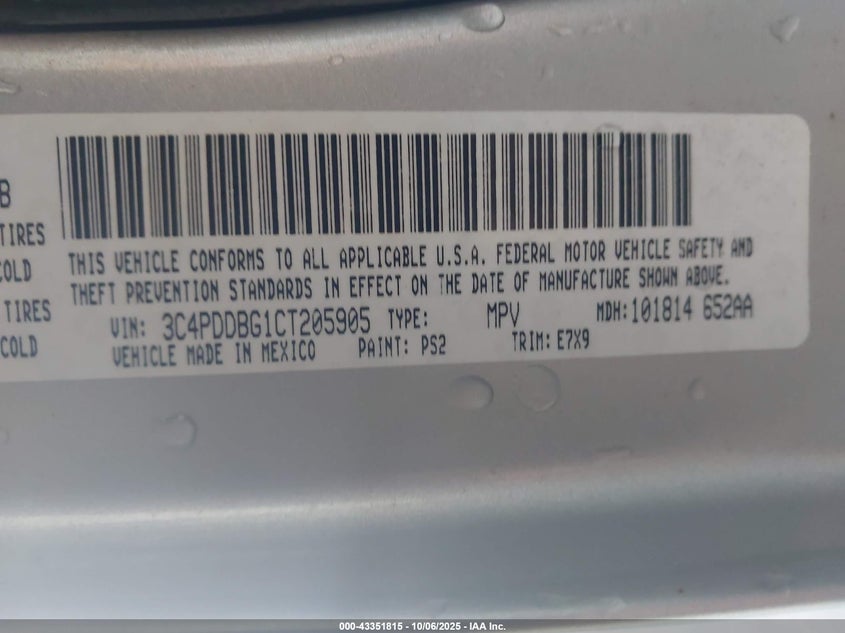 B
TIRES
COLD
TIRES
COLD
THIS VEHICLE CONFORMS TO ALL APPLICABLE U.S.A. FEDERAL MOTOR VEHICLE SAFETY AND
THEFT PREVENTION STANDARDS IN EFFECT ON THE DATE OF MANUFACTURE SHOWN ABOVE.
VIN: 3C4PDDBG1CT205905 TYPE: MPV MDH:101814 652AA
VEHICLE MADE IN MEXICO PAINT: PS2 TRIM: E7X9
000-43351815 - 10/06/2025 - IAA Inc.